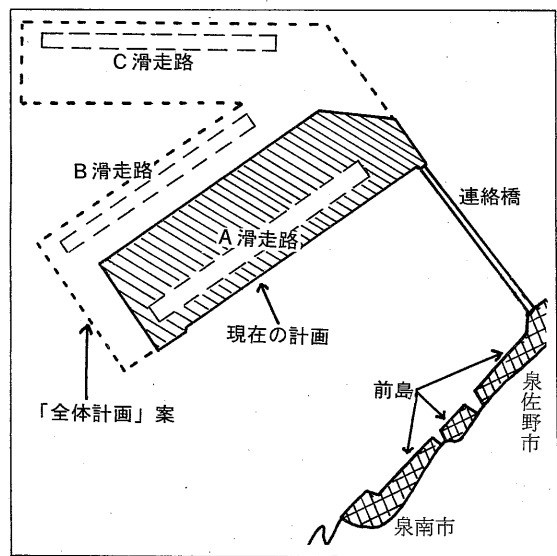 C滑走路
B滑走路
A滑走路
連絡橋
現在の計画
「全体計画」案
前島
泉佐野市
泉南市